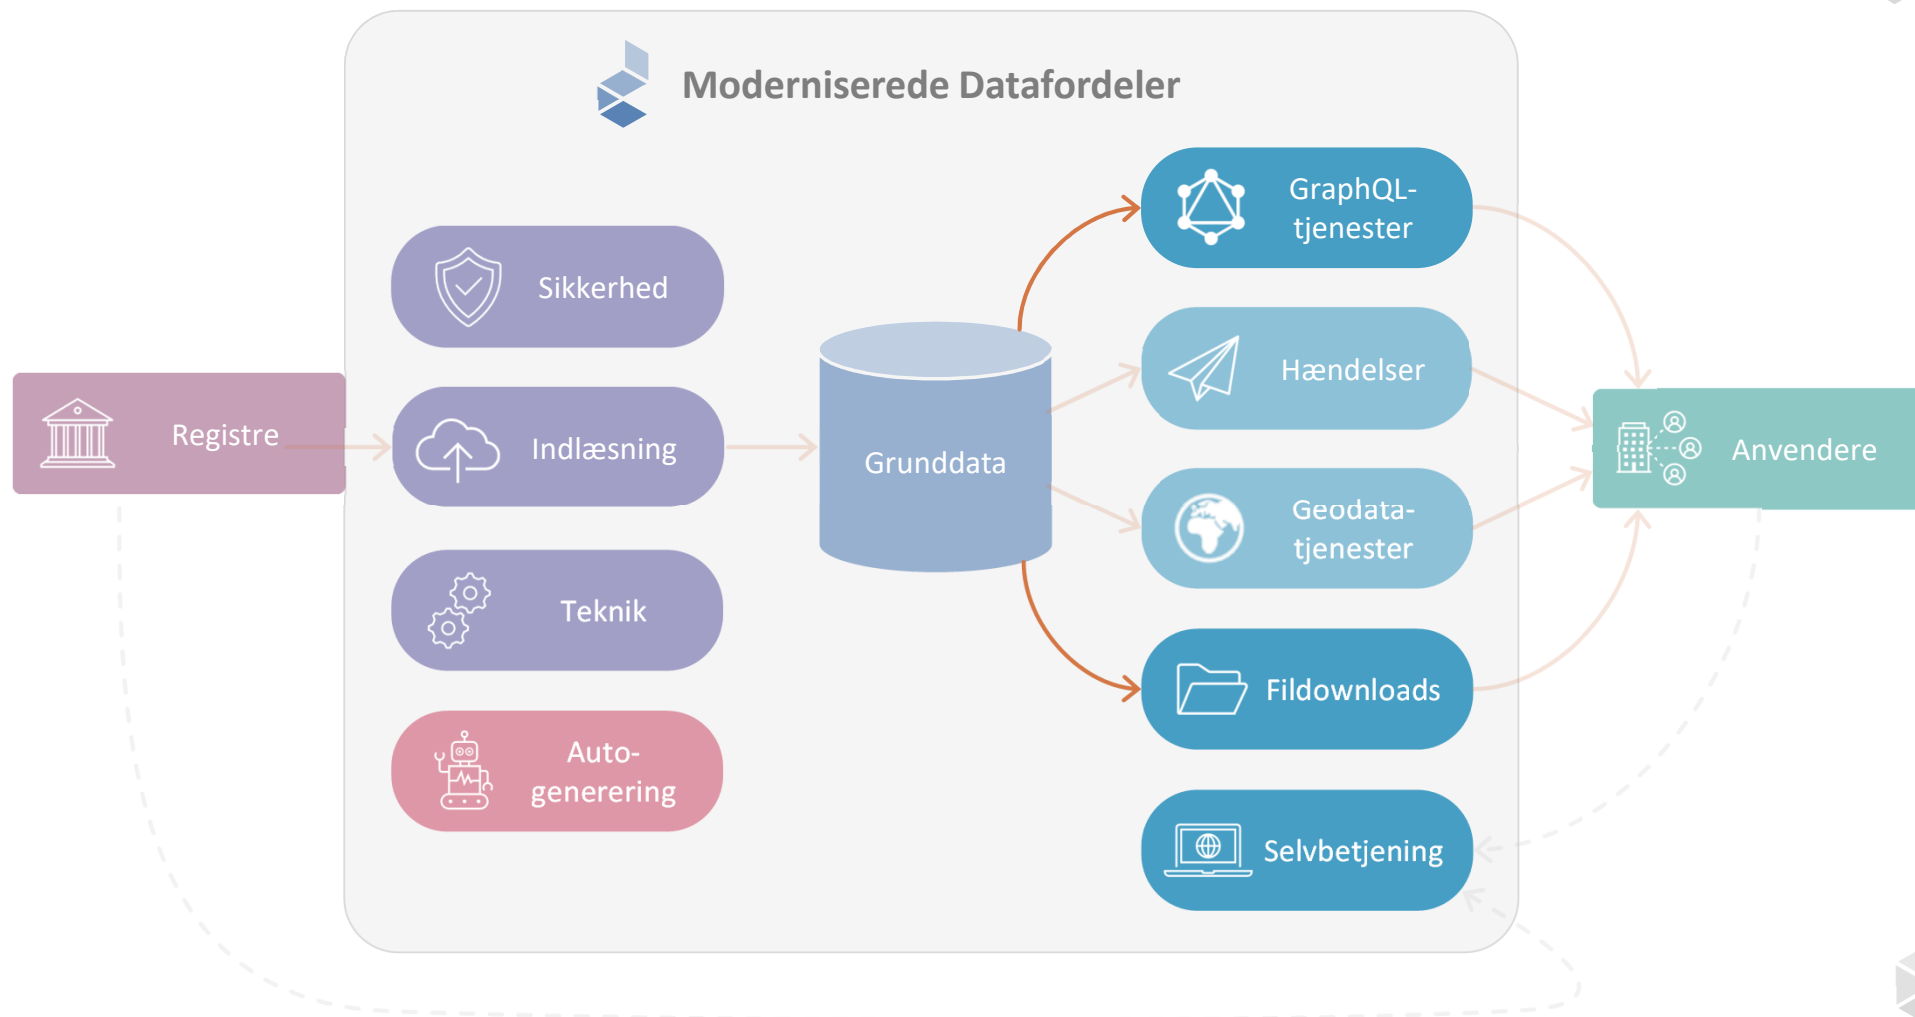 Moderniserede Datafordeler
Registre
Sikkerhed
Indlæsning
Teknik
Auto-
generering
Grunddata
GraphQL-
tjenester
Hændelser
Geodata-
tjenester
Fildownloads
Selvbetjening
Anvendere